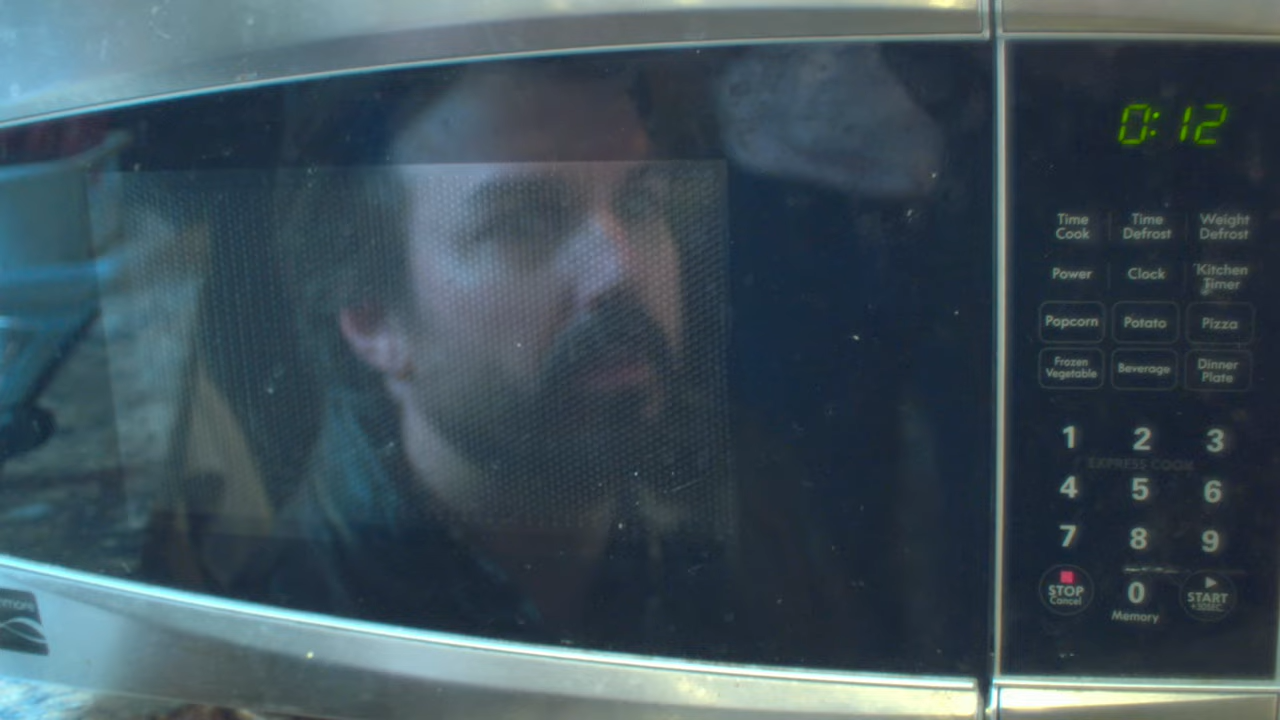 0:12
Time Cook
Time Defrost
Weight Defrost
Power
Clock
Kitchen Timer
Popcorn
Potato
Pizza
Frozen Vegetable
Beverage
Dinner Plate
1 2 3
EXPRESS COOK
4 5 6
7 8 9
STOP
Cancel
0
Memory
START
+30SEC